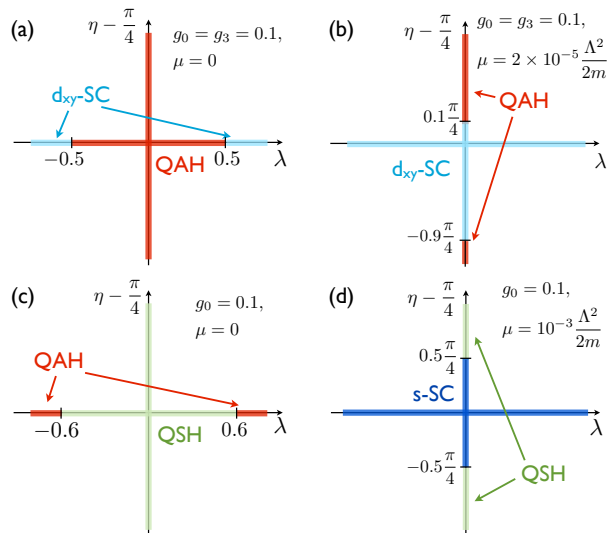 (a)
η − π/4
g₀ = g₃ = 0.1,
μ = 0
d_xy-SC
−0.5
0.5
λ
QAH
(b)
η − π/4
g₀ = g₃ = 0.1,
μ = 2 × 10⁻⁵ Λ²/2m
QAH
0.1 π/4
λ
d_xy-SC
−0.9 π/4
(c)
η − π/4
g₀ = 0.1,
μ = 0
QAH
−0.6
0.6
λ
QSH
(d)
η − π/4
g₀ = 0.1,
μ = 10⁻³ Λ²/2m
0.5 π/4
s-SC
λ
−0.5 π/4
QSH